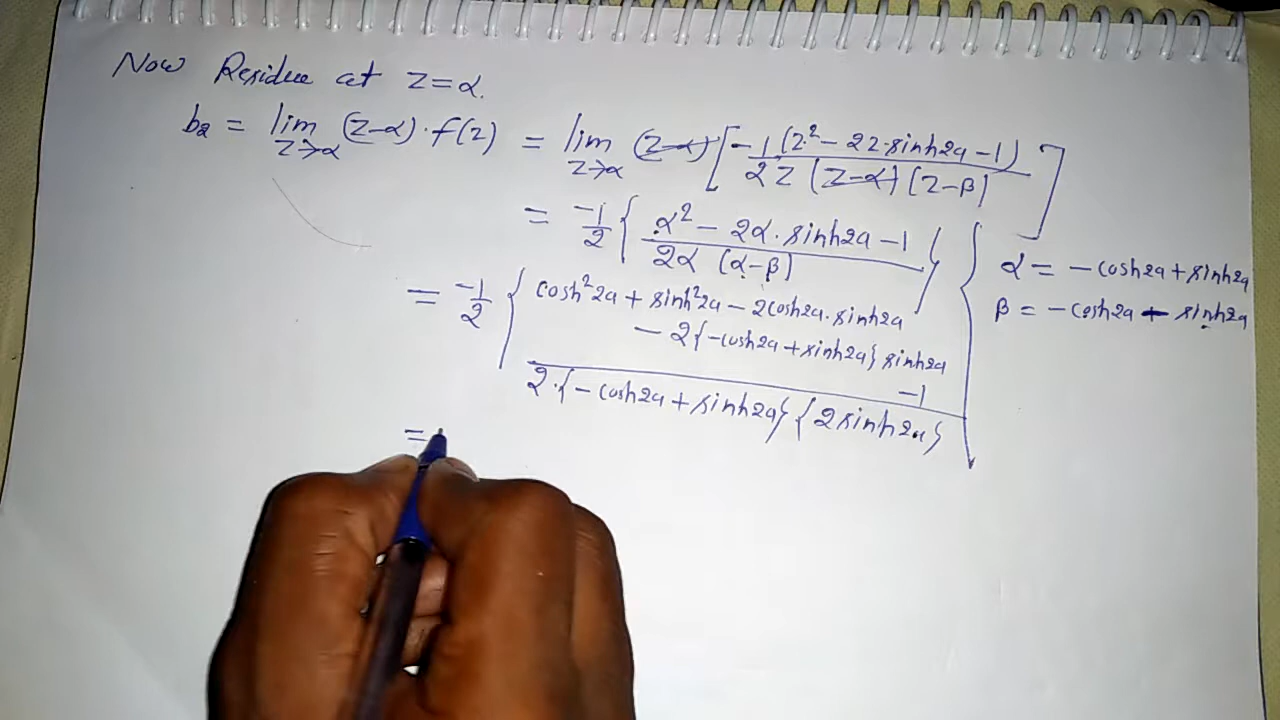 Now Residue at z=α.
b₂ = lim z→α (z-α)·f(z) = lim z→α (z-α) [ -1/2 (z² - 2z·sinh2a - 1) / z (z-α) (z-β) ]
= -1/2 { α² - 2α·sinh2a - 1 / 2α (α-β) }
α = -cosh2a + sinh2a
β = -cosh2a - sinh2a
= -1/2 { cosh²2a + sinh²2a - 2cosh2a·sinh2a
- 2{-cosh2a + sinh2a} sinh2a
-1
2·{-cosh2a + sinh2a} {2sinh2a}
=